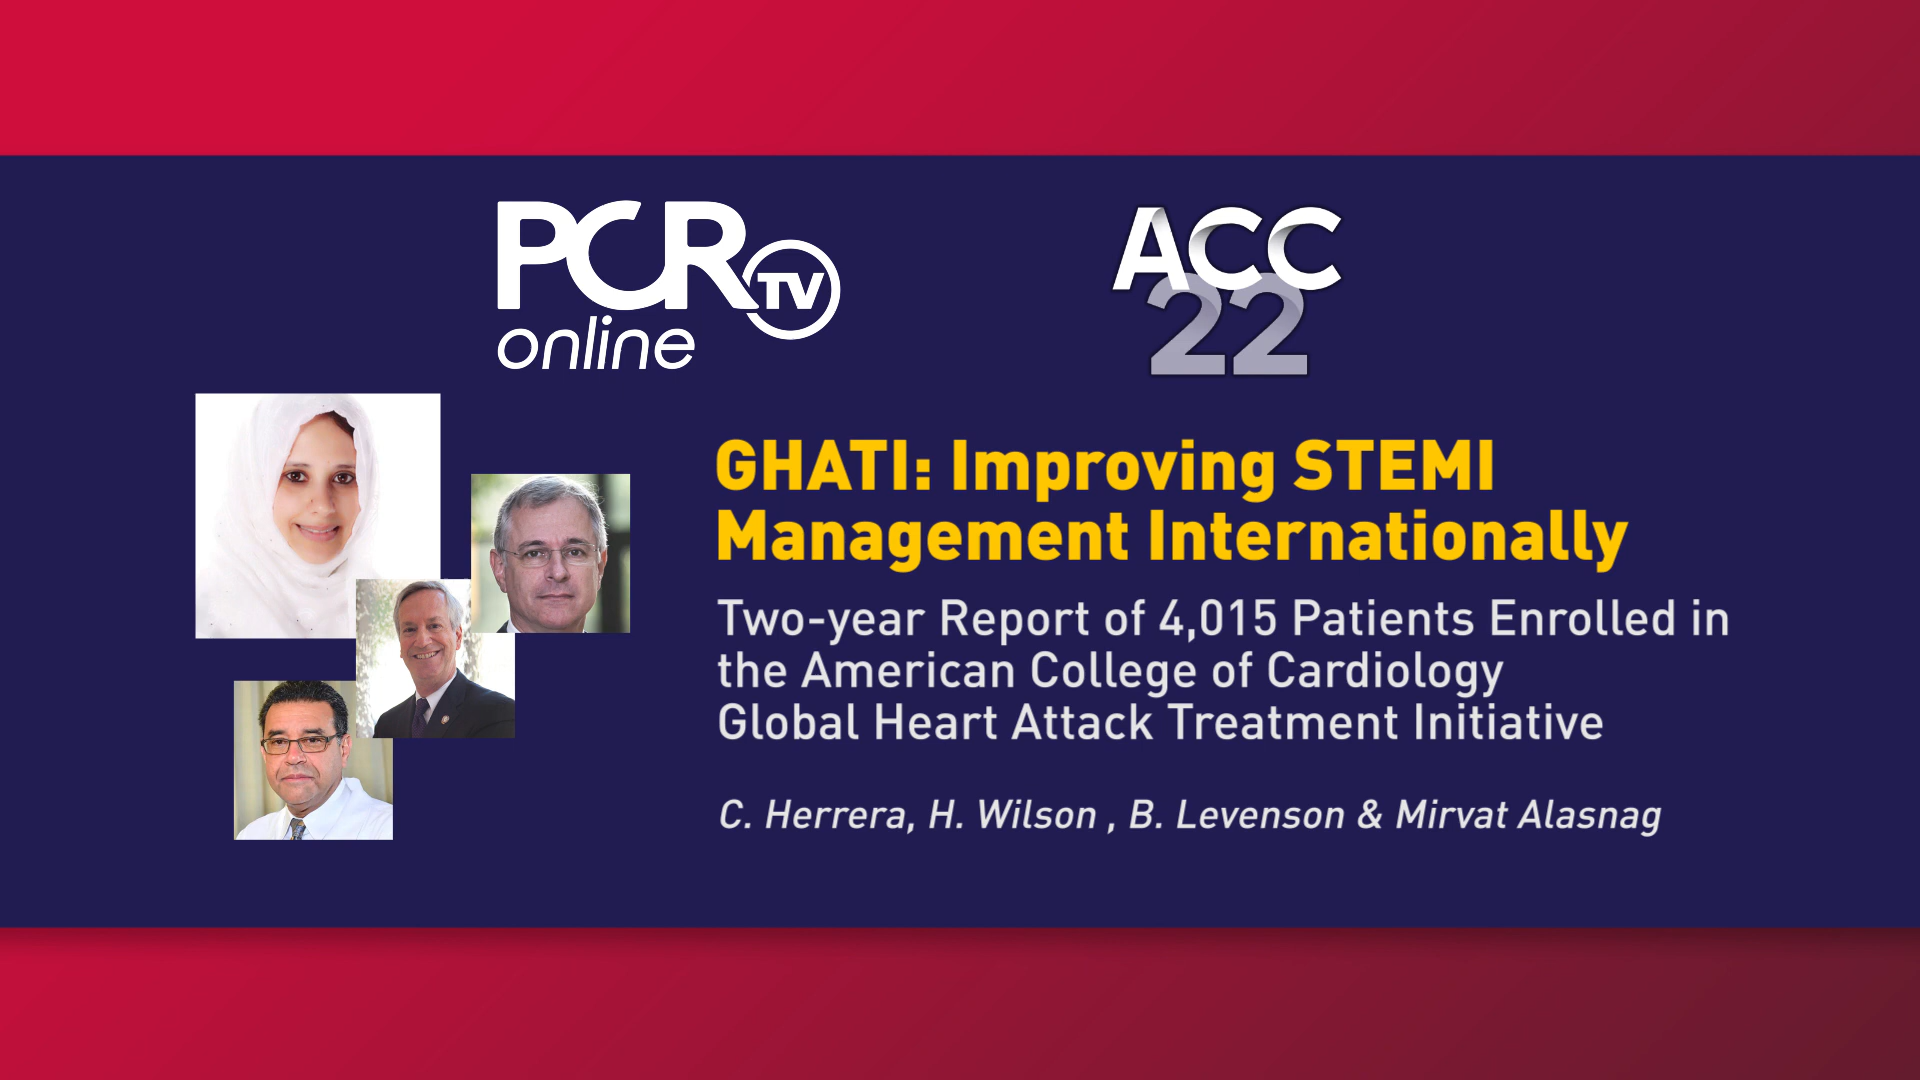 PCR TV
online
ACC
22
GHATI: Improving STEMI
Management Internationally
Two-year Report of 4,015 Patients Enrolled in
the American College of Cardiology
Global Heart Attack Treatment Initiative
C. Herrera, H. Wilson , B. Levenson & Mirvat Alasnag